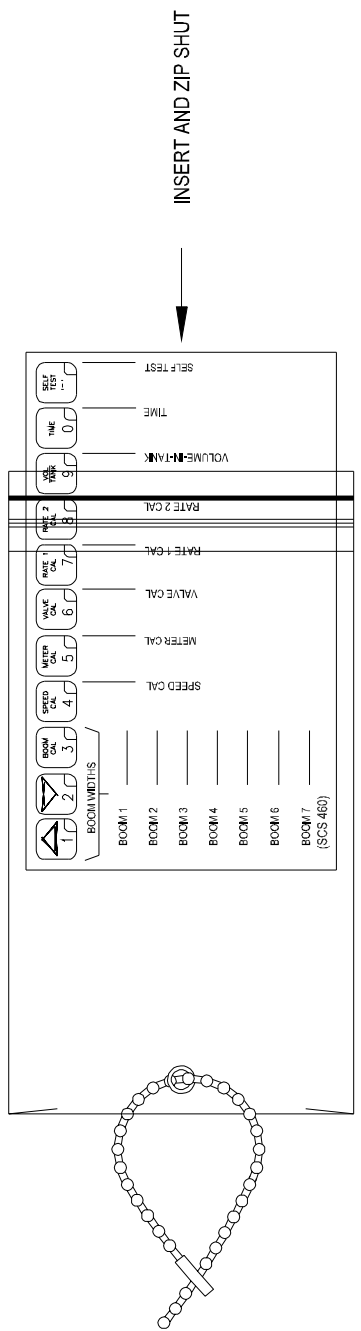 INSERT AND ZIP SHUT
1
2
BOOM CAL 3
SPEED CAL 4
METER CAL 5
VALVE CAL 6
RATE 1 CAL 7
RATE 2 CAL 8
VOL TANK 9
TIME 0
SELF TEST
BOOM WIDTHS
BOOM 1
BOOM 2
BOOM 3
BOOM 4
BOOM 5
BOOM 6
BOOM 7
(SCS 460)
SPEED CAL
METER CAL
VALVE CAL
RATE 1 CAL
RATE 2 CAL
VOLUME-IN-TANK
TIME
SELF TEST